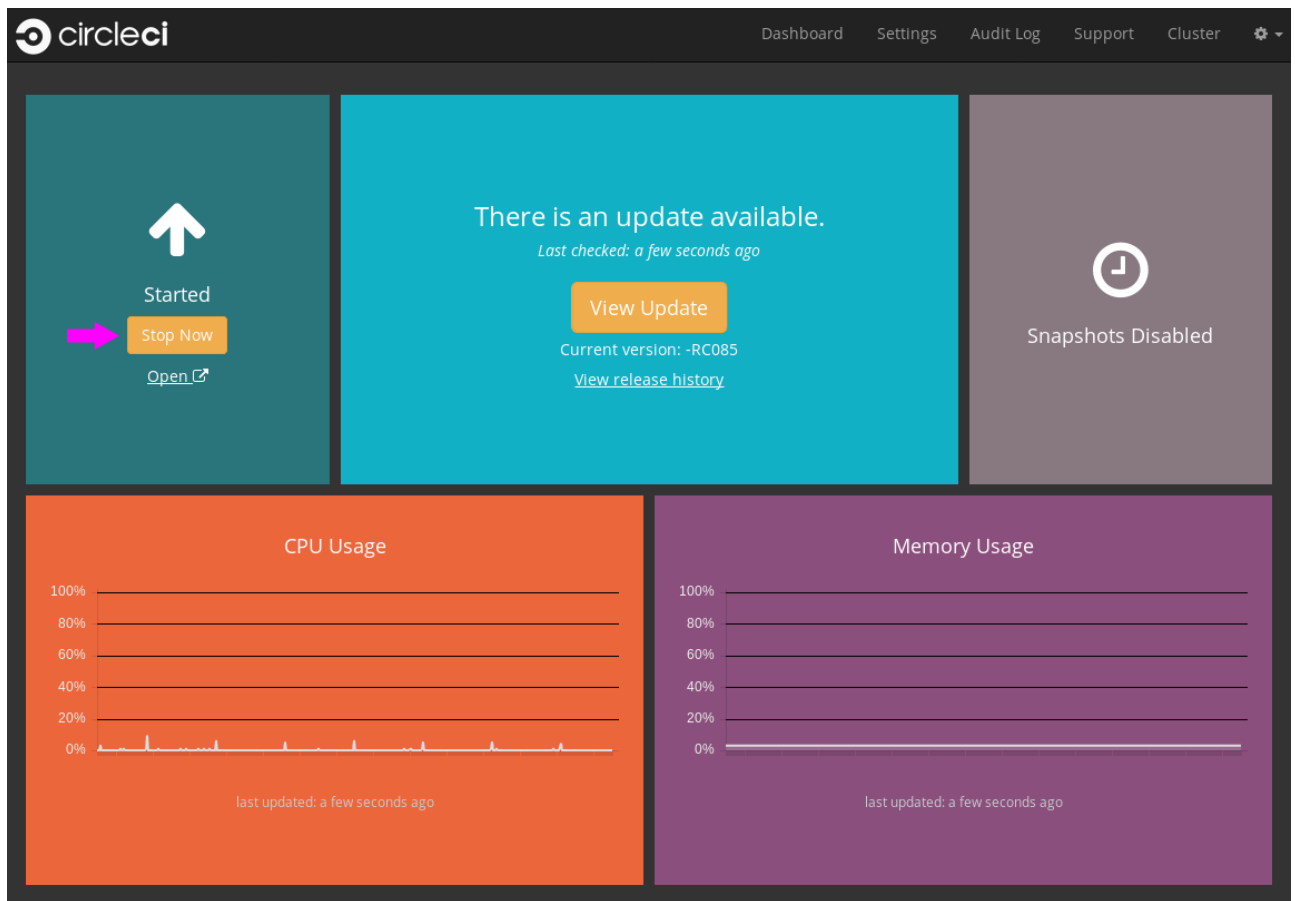 circleci
Dashboard Settings Audit Log Support Cluster
Started
Stop Now
Open
There is an update available.
Last checked: a few seconds ago
View Update
Current version: -RC085
View release history
Snapshots Disabled
CPU Usage
100%
80%
60%
40%
20%
0%
last updated: a few seconds ago
Memory Usage
100%
80%
60%
40%
20%
0%
last updated: a few seconds ago